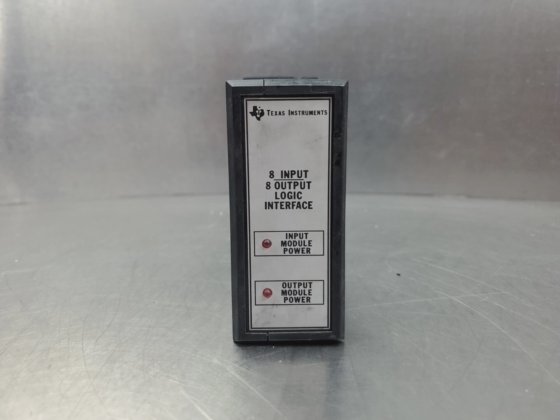 TEXAS INSTRUMENTS
8 INPUT
8 OUTPUT
LOGIC
INTERFACE
INPUT
MODULE
POWER
OUTPUT
MODULE
POWER